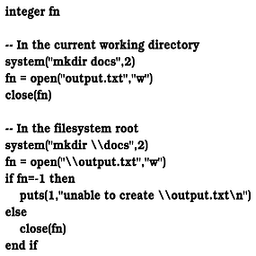 integer fn

-- In the current working directory
system("mkdir docs",2)
fn = open("output.txt","w")
close(fn)

-- In the filesystem root
system("mkdir \\docs",2)
fn = open("\\output.txt","w")
if fn=-1 then
    puts(1,"unable to create \\output.txt\n")
else
    close(fn)
end if